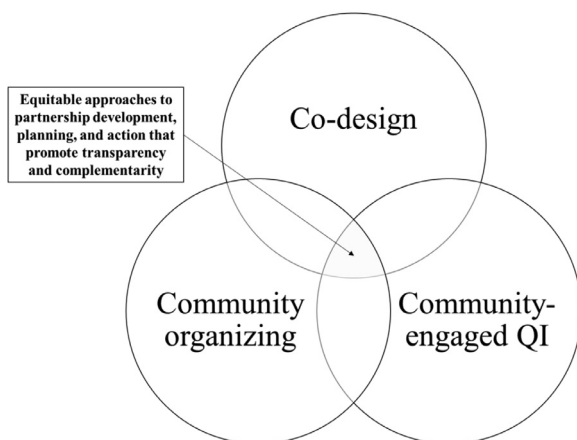 Equitable approaches to
partnership development,
planning, and action that
promote transparency
and complementarity
Co-design
Community
organizing
Community-
engaged QI